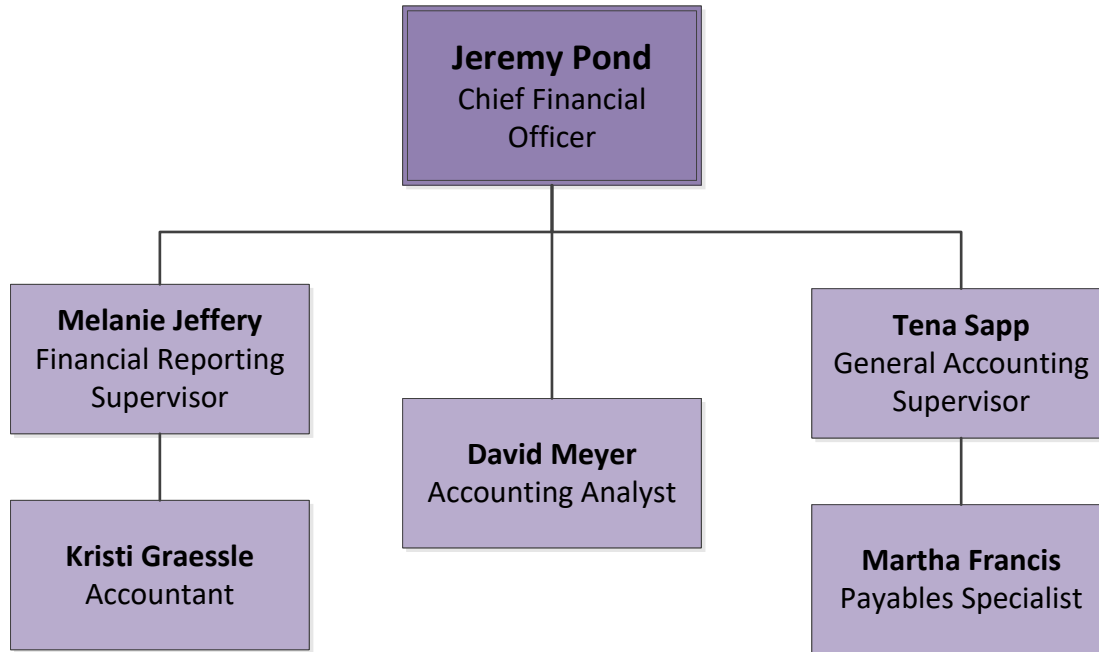 Jeremy Pond
Chief Financial
Officer
Melanie Jeffery
Financial Reporting
Supervisor
Tena Sapp
General Accounting
Supervisor
David Meyer
Accounting Analyst
Kristi Graessle
Accountant
Martha Francis
Payables Specialist